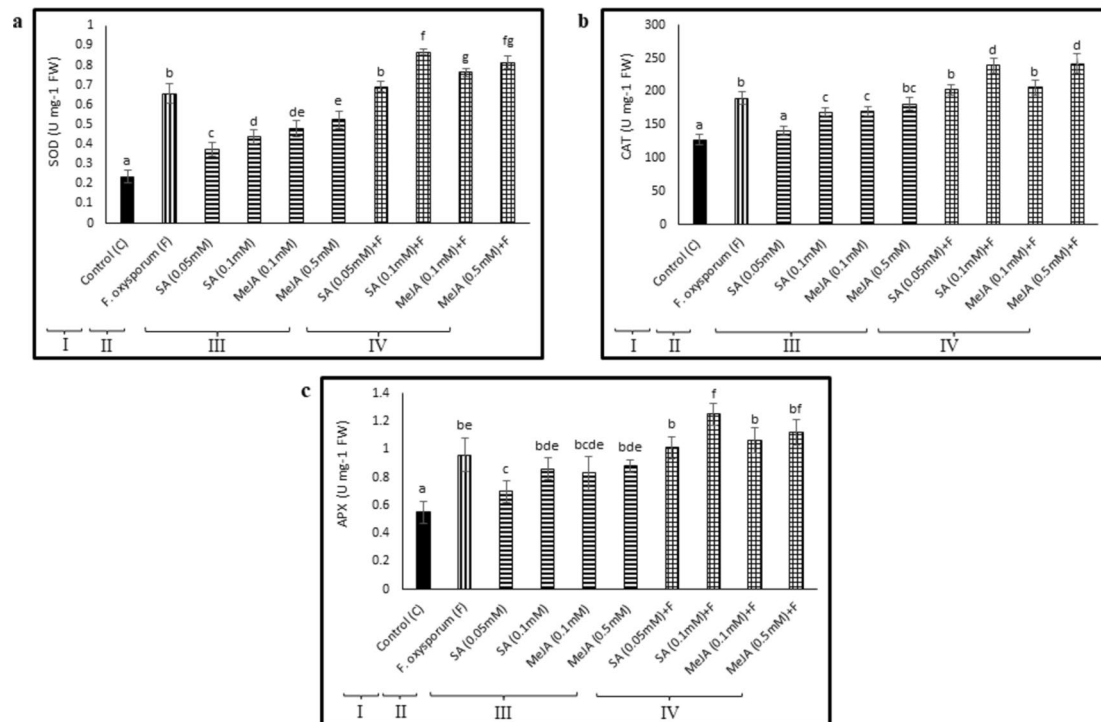 a
SOD (U mg-1 FW)
1
0.9
0.8
0.7
0.6
0.5
0.4
0.3
0.2
0.1
0
a
b
c
d
de
e
b
f
g
fg
Control (C)
F. oxysporum (F)
SA (0.05mM)
SA (0.1mM)
MeJA (0.1mM)
MeJA (0.5mM)
SA (0.05mM)+F
SA (0.1mM)+F
MeJA (0.1mM)+F
MeJA (0.5mM)+F
I
II
III
IV
b
CAT (U mg-1 FW)
300
250
200
150
100
50
0
a
b
a
c
c
bc
b
d
b
d
Control (C)
F. oxysporum (F)
SA (0.05mM)
SA (0.1mM)
MeJA (0.1mM)
MeJA (0.5mM)
SA (0.05mM)+F
SA (0.1mM)+F
MeJA (0.1mM)+F
MeJA (0.5mM)+F
I
II
III
IV
c
APX (U mg-1 FW)
1.4
1.2
1
0.8
0.6
0.4
0.2
0
a
be
c
bde
bcde
bde
b
f
b
bf
Control (C)
F. oxysporum (F)
SA (0.05mM)
SA (0.1mM)
MeJA (0.1mM)
MeJA (0.5mM)
SA (0.05mM)+F
SA (0.1mM)+F
MeJA (0.1mM)+F
MeJA (0.5mM)+F
I
II
III
IV